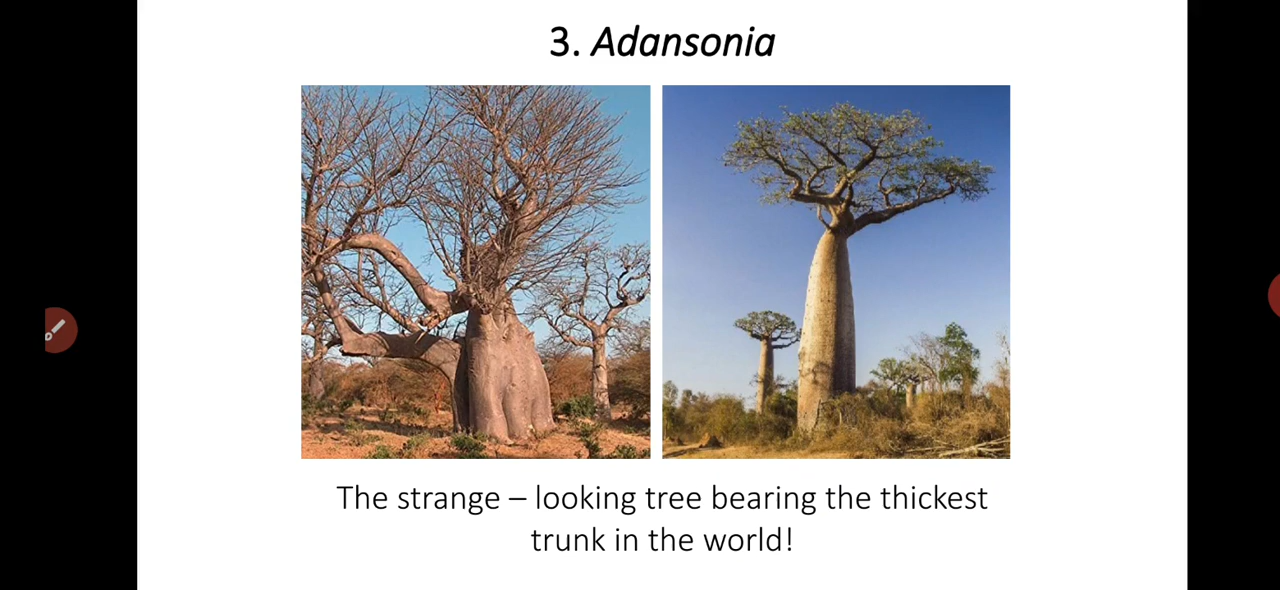 3. Adansonia
The strange – looking tree bearing the thickest
trunk in the world!